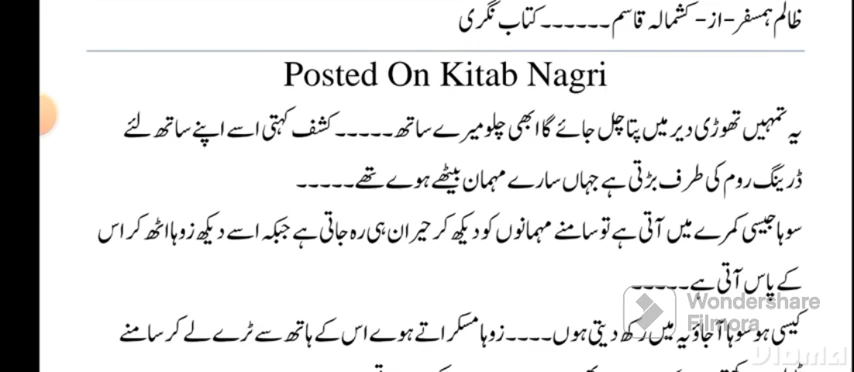 ظالم ہمسفر-از-کشمالہ قاسم۔۔۔۔۔۔کتاب نگری
Posted On Kitab Nagri
یہ تمہیں تھوڑی دیر میں پتا چل جائے گا ابھی چلو میرے ساتھ۔۔۔۔۔کشف کہتی اسے اپنے ساتھ لئے
ڈرینگ روم کی طرف بڑتی ہے جہاں سارے مہمان بیٹھے ہوے تھے۔۔۔۔۔
سوہا جیسی کمرے میں آتی ہے تو سامنے مہمانوں کو دیکھ کر حیران ہی رہ جاتی ہے جبکہ اسے دیکھ زوہا اٹھ کر اس
کے پاس آتی ہے۔۔۔۔۔
Wondershare
Filmora
کیسی ہو سوہا آ جاؤ یہ میں رکھ دیتی ہوں۔۔۔۔زوہا مسکراتے ہوے اس کے ہاتھ سے ٹرے لے کر سامنے